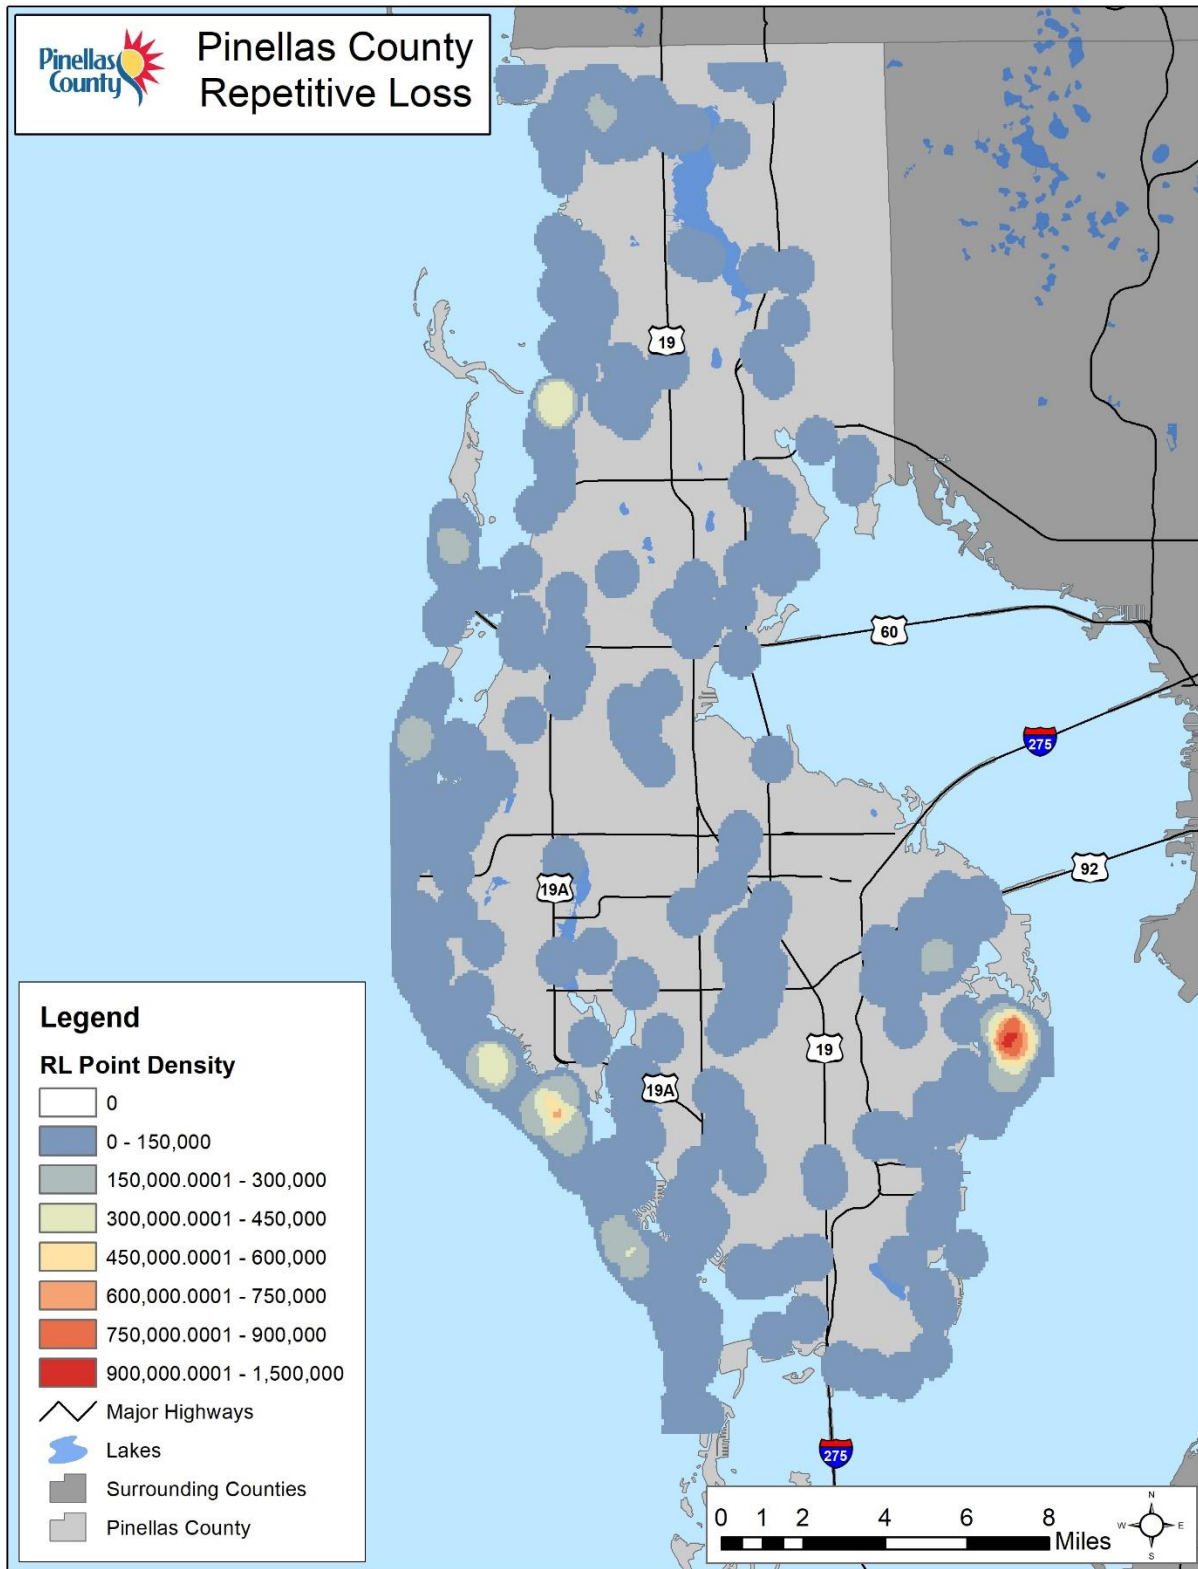 Pinellas
County
Pinellas County
Repetitive Loss
19
60
275
92
19A
19
19A
275
Legend
RL Point Density
0
0 - 150,000
150,000.0001 - 300,000
300,000.0001 - 450,000
450,000.0001 - 600,000
600,000.0001 - 750,000
750,000.0001 - 900,000
900,000.0001 - 1,500,000
Major Highways
Lakes
Surrounding Counties
Pinellas County
0 1 2 4 6 8
Miles
N
W E
S